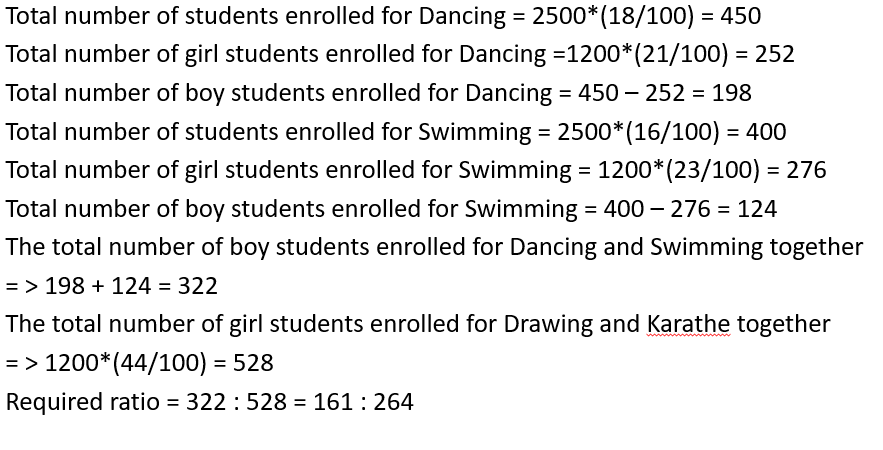 Total number of students enrolled for Dancing = 2500*(18/100) = 450
Total number of girl students enrolled for Dancing =1200*(21/100) = 252
Total number of boy students enrolled for Dancing = 450 – 252 = 198
Total number of students enrolled for Swimming = 2500*(16/100) = 400
Total number of girl students enrolled for Swimming = 1200*(23/100) = 276
Total number of boy students enrolled for Swimming = 400 – 276 = 124
The total number of boy students enrolled for Dancing and Swimming together
= > 198 + 124 = 322
The total number of girl students enrolled for Drawing and Karathe together
= > 1200*(44/100) = 528
Required ratio = 322 : 528 = 161 : 264